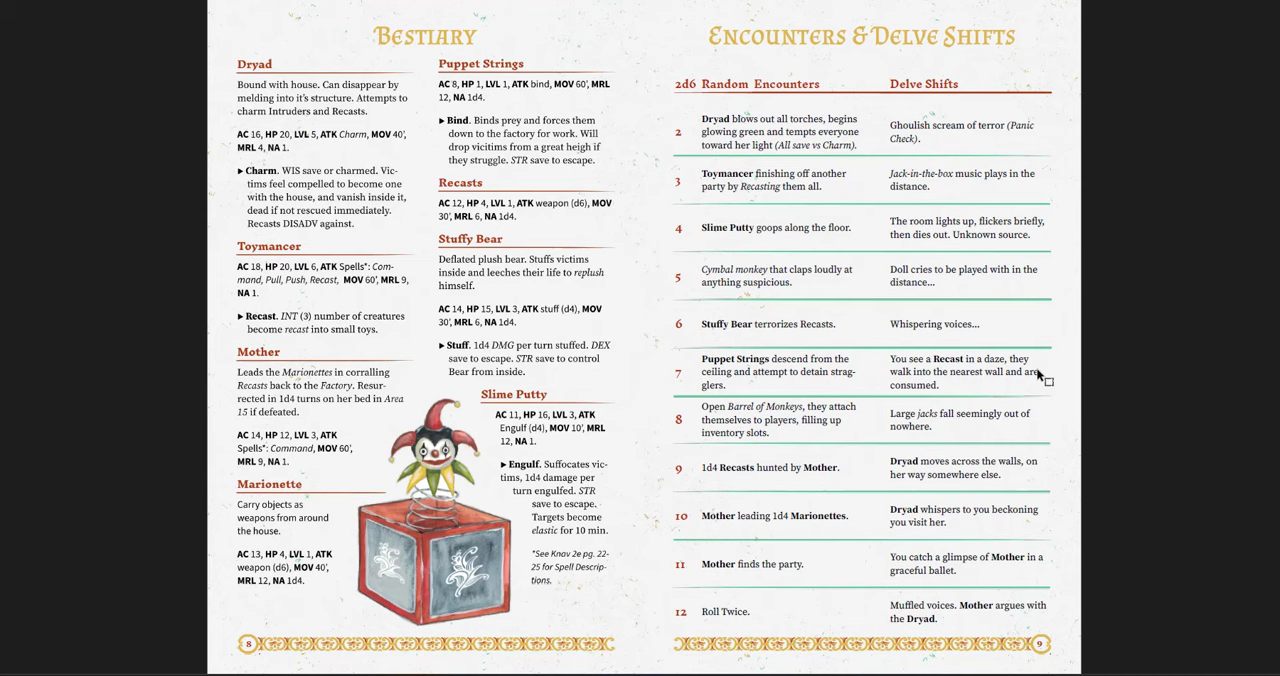 BESTIARY
Dryad
Bound with house. Can disappear by
melding into it's structure. Attempts to
charm Intruders and Recasts.
AC 16, HP 20, LVL 5, ATK Charm, MOV 40',
MRL 4, NA 1.
► Charm. WIS save or charmed. Vic-
tims feel compelled to become one
with the house, and vanish inside it,
dead if not rescued immediately.
Recasts DISADV against.
Toymancer
AC 18, HP 20, LVL 6, ATK Spells*: Com-
mand, Pull, Push, Recast, MOV 60', MRL 9,
NA 1.
► Recast. INT (3) number of creatures
become recast into small toys.
Mother
Leads the Marionettes in corralling
Recasts back to the Factory. Resur-
rected in 1d4 turns on her bed in Area
15 if defeated.
AC 14, HP 12, LVL 3, ATK
Spells*: Command, MOV 60',
MRL 9, NA 1.
Marionette
Carry objects as
weapons from around
the house.
AC 13, HP 4, LVL 1, ATK
weapon (d6), MOV 40',
MRL 12, NA 1d4.
Puppet Strings
AC 8, HP 1, LVL 1, ATK bind, MOV 60', MRL
12, NA 1d4.
► Bind. Binds prey and forces them
down to the factory for work. Will
drop victims from a great heigh if
they struggle. STR save to escape.
Recasts
AC 12, HP 4, LVL 1, ATK weapon (d6), MOV
30', MRL 6, NA 1d4.
Stuffy Bear
Deflated plush bear. Stuffs victims
inside and leeches their life to replush
himself.
AC 14, HP 15, LVL 3, ATK stuff (d4), MOV
30', MRL 6, NA 1d4.
► Stuff. 1d4 DMG per turn stuffed. DEX
save to escape. STR save to control
Bear from inside.
Slime Putty
AC 11, HP 16, LVL 3, ATK
Engulf (d4), MOV 10', MRL
12, NA 1.
► Engulf. Suffocates vic-
tims, 1d4 damage per
turn engulfed. STR
save to escape.
Targets become
elastic for 10 min.
*See Knav 2e pg. 22-
25 for Spell Descrip-
tions.
8
ENCOUNTERS & DELVE SHIFTS
2d6 Random Encounters Delve Shifts
2 Dryad blows out all torches, begins
glowing green and tempts everyone
toward her light (All save vs Charm).
Ghoulish scream of terror (Panic
Check).
3 Toymancer finishing off another
party by Recasting them all.
Jack-in-the-box music plays in the
distance.
4 Slime Putty goops along the floor.
The room lights up, flickers briefly,
then dies out. Unknown source.
5 Cymbal monkey that claps loudly at
anything suspicious.
Doll cries to be played with in the
distance...
6 Stuffy Bear terrorizes Recasts.
Whispering voices...
7 Puppet Strings descend from the
ceiling and attempt to detain strag-
glers.
You see a Recast in a daze, they
walk into the nearest wall and are
consumed.
8 Open Barrel of Monkeys, they attach
themselves to players, filling up
inventory slots.
Large jacks fall seemingly out of
nowhere.
9 1d4 Recasts hunted by Mother.
Dryad moves across the walls, on
her way somewhere else.
10 Mother leading 1d4 Marionettes.
Dryad whispers to you beckoning
you visit her.
11 Mother finds the party.
You catch a glimpse of Mother in a
graceful ballet.
12 Roll Twice.
Muffled voices. Mother argues with
the Dryad.
9